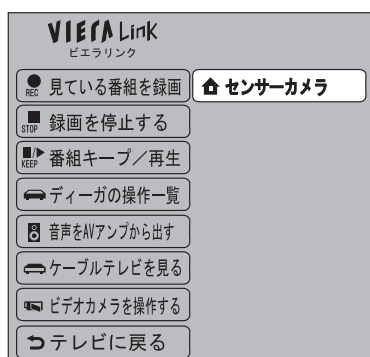 VIERA Link
ビエラリンク
REC 見ている番組を録画
センサーカメラ
STOP 録画を停止する
KEEP 番組キープ／再生
ディーガの操作一覧
音声をAVアンプから出す
ケーブルテレビを見る
ビデオカメラを操作する
テレビに戻る